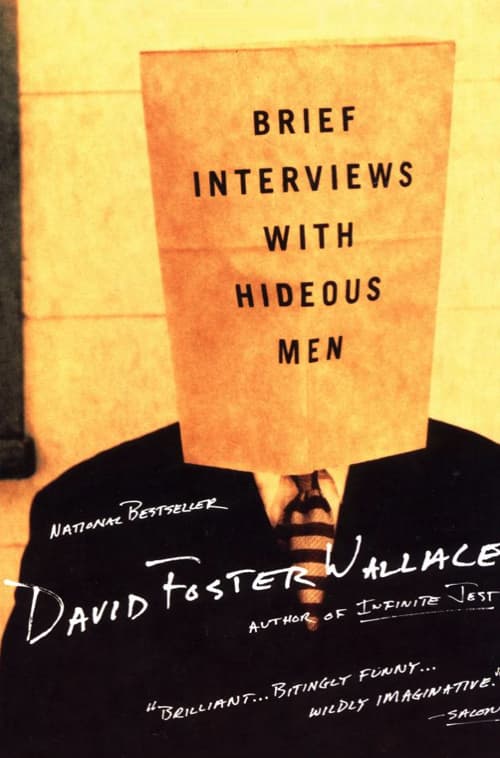 BRIEF
INTERVIEWS
WITH
HIDEOUS
MEN
NATIONAL BESTSELLER
DAVID FOSTER WALLACE
AUTHOR OF INFINITE JEST
"BRILLIANT... BITINGLY FUNNY...
WILDLY IMAGINATIVE."
—SALON